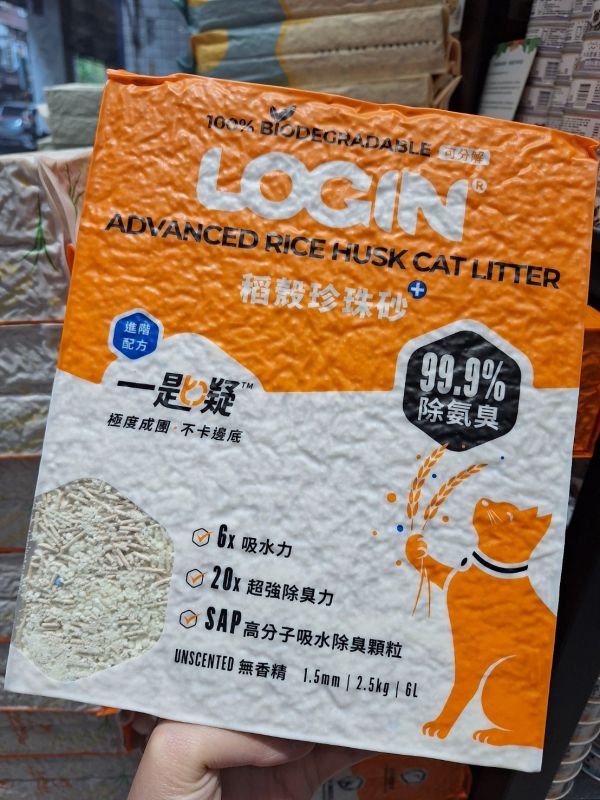 100% BIODEGRADABLE 可分解
LOGIN®
ADVANCED RICE HUSK CAT LITTER
稻殼珍珠砂+
進階
配方
一是匕疑™
極度成團·不卡邊底
99.9%
除氨臭
6x 吸水力
20x 超強除臭力
SAP 高分子吸水除臭顆粒
UNSCENTED 無香精 1.5mm | 2.5kg | 6L